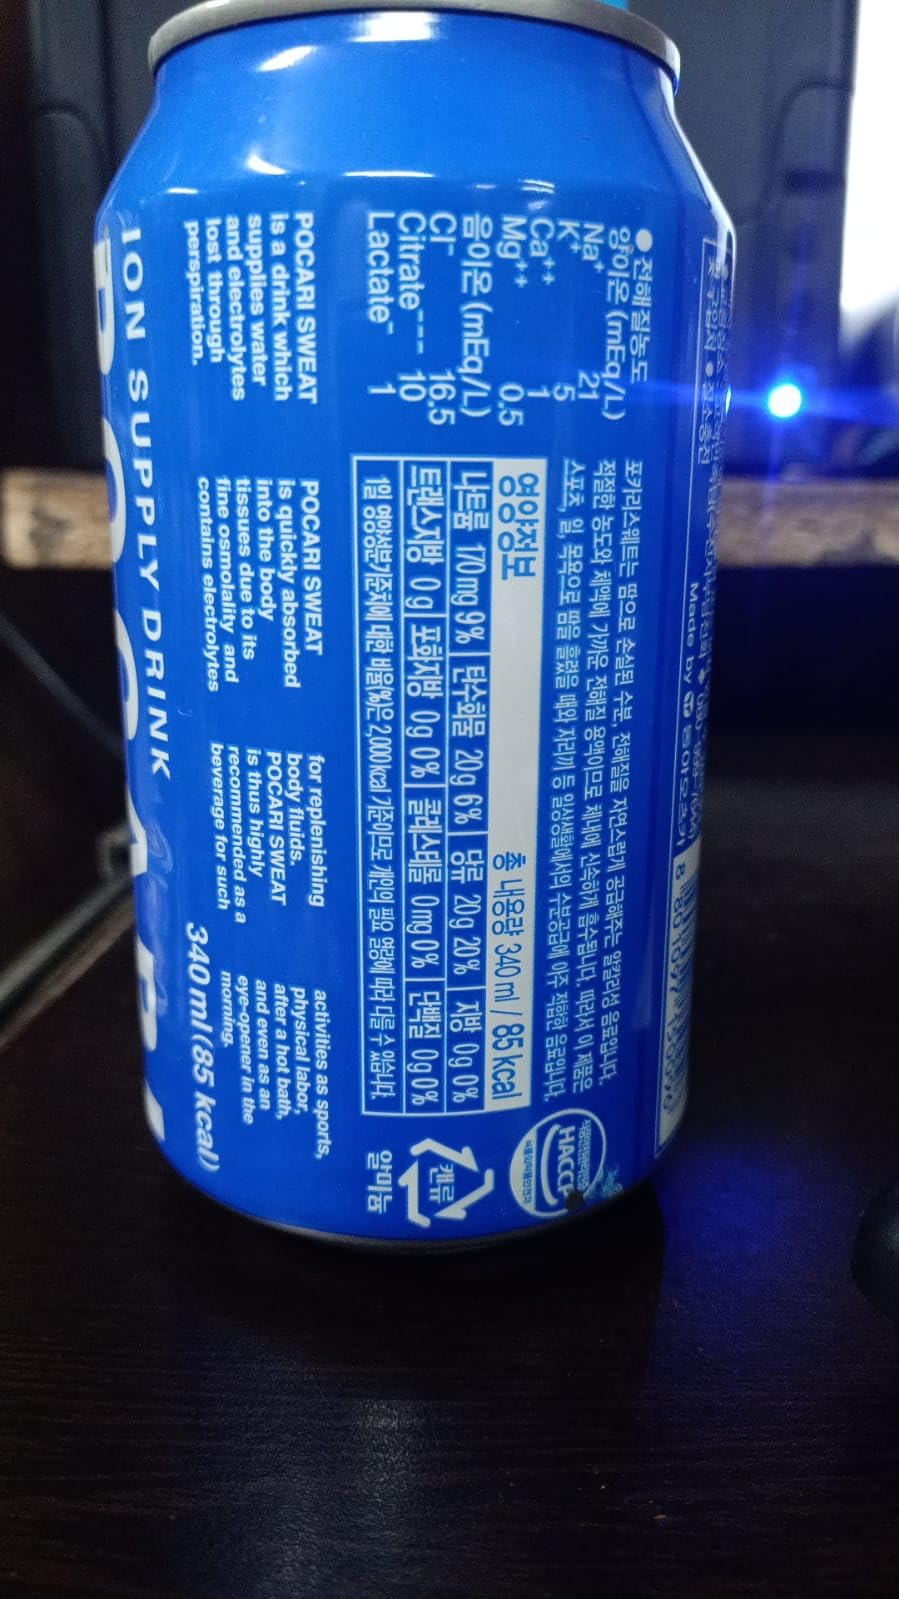 ION SUPPLY DRINK
340 ml (85 kcal)
POCARI SWEAT
is a drink which
supplies water
and electrolytes
lost through
perspiration.
POCARI SWEAT
is quickly absorbed
into the body
tissues due to its
fine osmolality and
contains electrolytes
for replenishing
body fluids.
POCARI SWEAT
is thus highly
recommended as a
beverage for such
activities as sports,
physical labor,
after a hot bath,
and even as an
eye-opener in the
morning.
●전해질농도
양이온 (mEq/L)
Na⁺ 21
K⁺ 5
Ca⁺⁺ 1
Mg⁺⁺ 0.5
음이온 (mEq/L)
Cl⁻ 16.5
Citrate⁻⁻⁻ 10
Lactate⁻ 1
포카리스웨트는 땀으로 손실된 수분, 전해질을 자연스럽게 공급해주는 알칼리성 음료입니다.
적절한 농도와 체액에 가까운 전해질 용액이므로 체내에 신속하게 흡수됩니다. 따라서 이 제품은
스포츠, 일, 목욕으로 땀을 흘렸을 때와 자리끼 등 일상생활에서의 수분공급에 아주 적합한 음료입니다.
영양정보 총 내용량 340 ml / 85 kcal
나트륨 170 mg 9% | 탄수화물 20 g 6% | 당류 20 g 20% | 지방 0 g 0%
트랜스지방 0 g | 포화지방 0 g 0% | 콜레스테롤 0 mg 0% | 단백질 0 g 0%
1일 영양성분기준치에 대한 비율(%)은 2,000 kcal 기준이므로 개인의 필요 열량에 따라 다를 수 있습니다.
HACCP
캔류
알미늄
Made by 동아오츠카